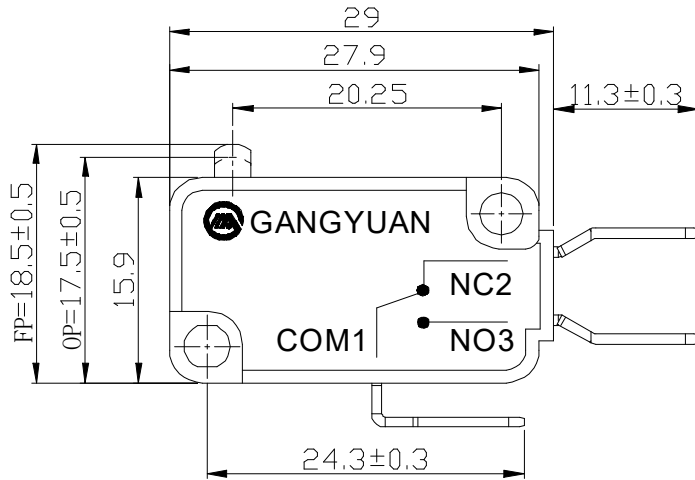 29
27.9
20.25
11.3±0.3
FP=18.5±0.5
OP=17.5±0.5
15.9
GANGYUAN
NC2
COM1
NO3
24.3±0.3